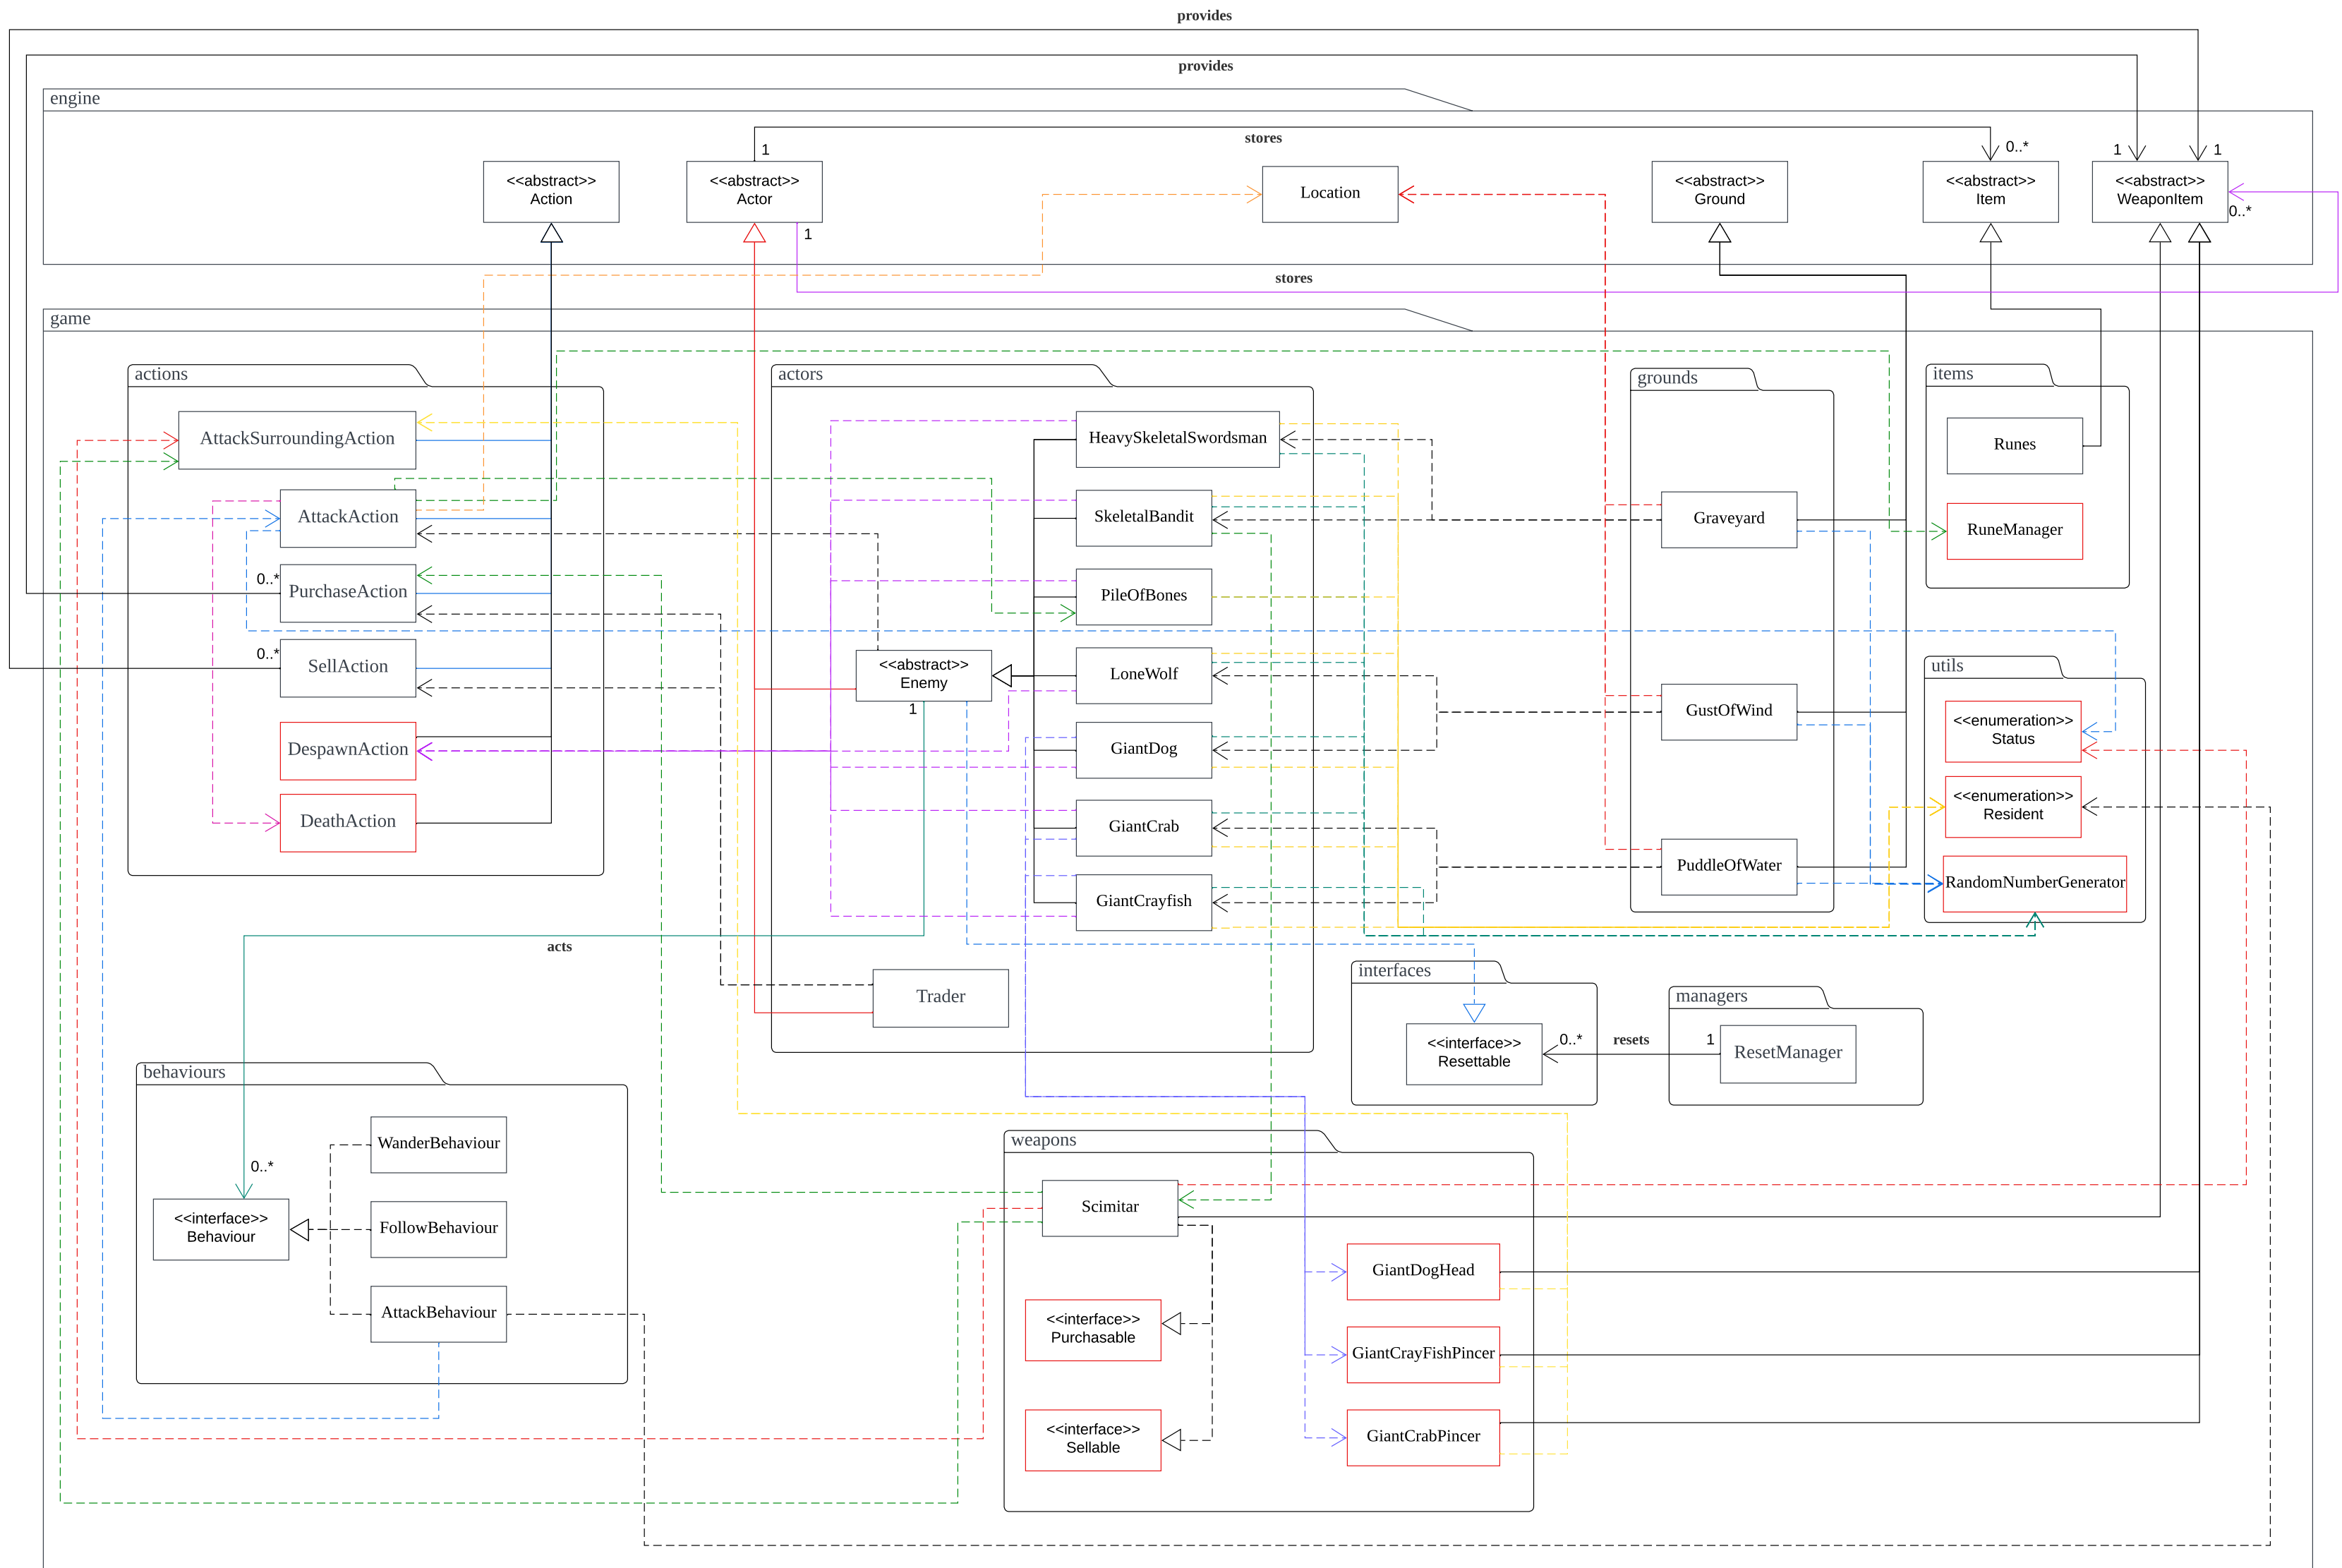 provides
provides
engine
stores
1
0..*
1
1
<<abstract>>
Action
<<abstract>>
Actor
Location
<<abstract>>
Ground
<<abstract>>
Item
<<abstract>>
WeaponItem
0..*
1
stores
game
actions
AttackSurroundingAction
AttackAction
0..*
PurchaseAction
0..*
SellAction
DespawnAction
DeathAction
actors
HeavySkeletalSwordsman
SkeletalBandit
PileOfBones
<<abstract>>
Enemy
1
LoneWolf
GiantDog
GiantCrab
GiantCrayfish
Trader
grounds
Graveyard
GustOfWind
PuddleOfWater
items
Runes
RuneManager
utils
<<enumeration>>
Status
<<enumeration>>
Resident
RandomNumberGenerator
acts
interfaces
<<interface>>
Resettable
0..*
resets
1
managers
ResetManager
behaviours
WanderBehaviour
0..*
<<interface>>
Behaviour
FollowBehaviour
AttackBehaviour
weapons
Scimitar
<<interface>>
Purchasable
<<interface>>
Sellable
GiantDogHead
GiantCrayFishPincer
GiantCrabPincer